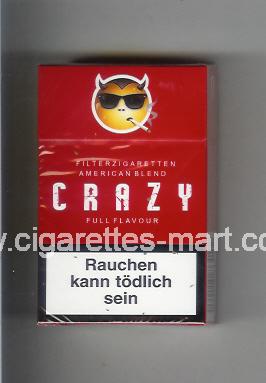 FILTERZIGARETTEN
AMERICAN BLEND
CRAZY
FULL FLAVOUR
www.cigarettes-mart.com
Rauchen
kann tödlich
sein